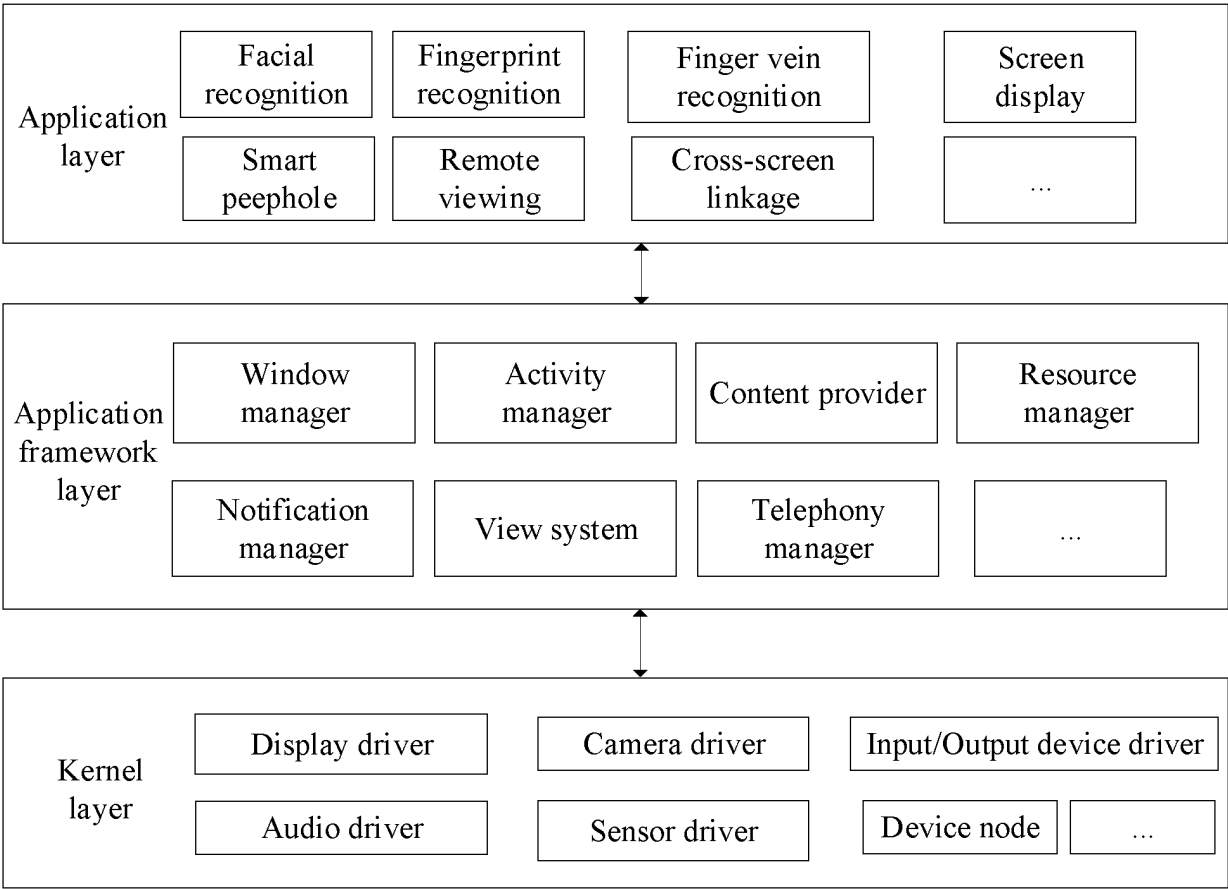 Facial
recognition
Fingerprint
recognition
Finger vein
recognition
Screen
display
Application
layer
Smart
peephole
Remote
viewing
Cross-screen
linkage
...
Window
manager
Activity
manager
Content provider
Resource
manager
Application
framework
layer
Notification
manager
View system
Telephony
manager
...
Display driver
Camera driver
Input/Output device driver
Kernel
layer
Audio driver
Sensor driver
Device node
...